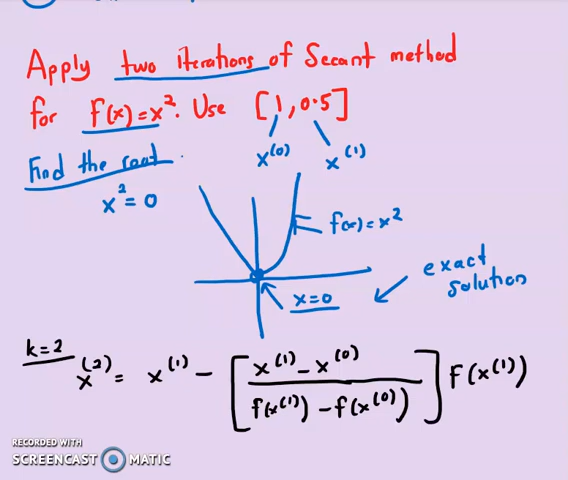 Apply two iterations of Secant method
for f(x)=x². Use [1, 0.5]
x⁽⁰⁾ x⁽¹⁾
Find the root
x² = 0
f(x)=x²
exact
solution
x=0
k=2
x⁽²⁾ = x⁽¹⁾ - [ (x⁽¹⁾ - x⁽⁰⁾) / (f(x⁽¹⁾) - f(x⁽⁰⁾)) ] f(x⁽¹⁾)
RECORDED WITH
SCREENCAST MATIC